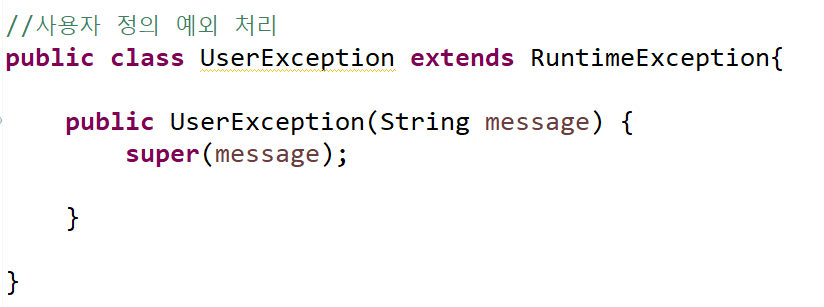 //사용자 정의 예외 처리
public class UserException extends RuntimeException{
public UserException(String message) {
super(message);
}
}